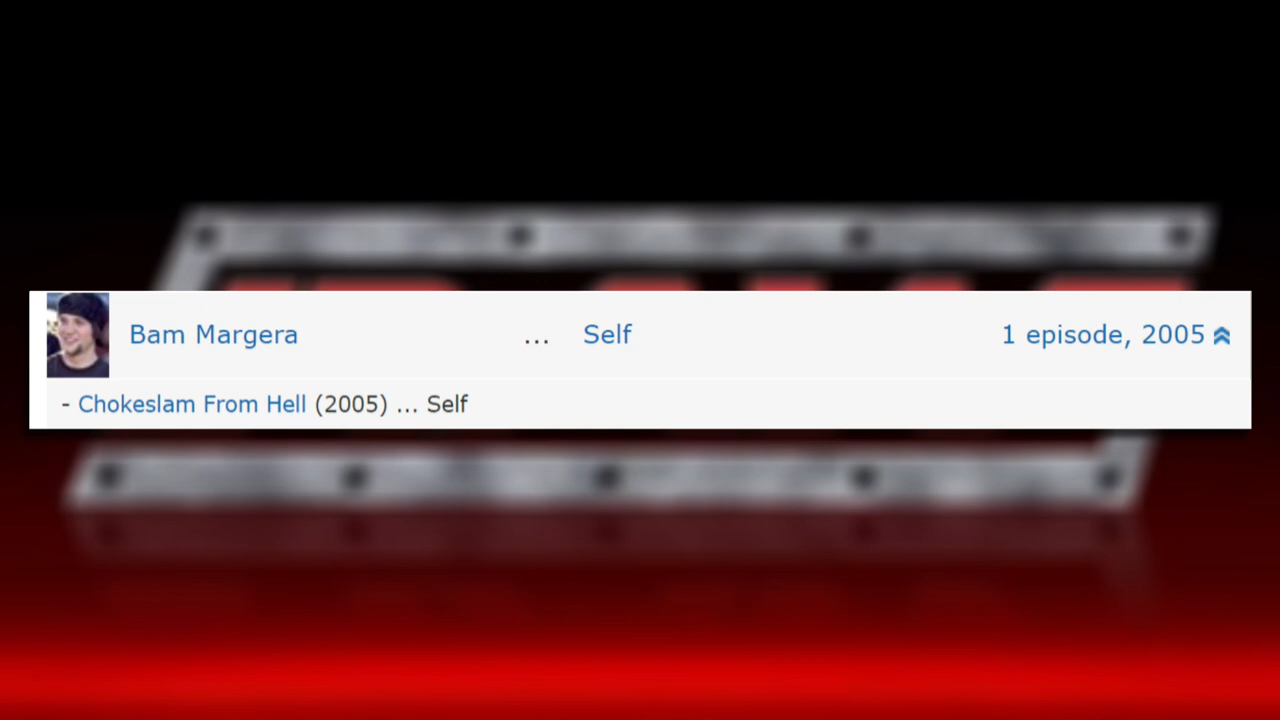 Bam Margera ... Self 1 episode, 2005
- Chokeslam From Hell (2005) ... Self